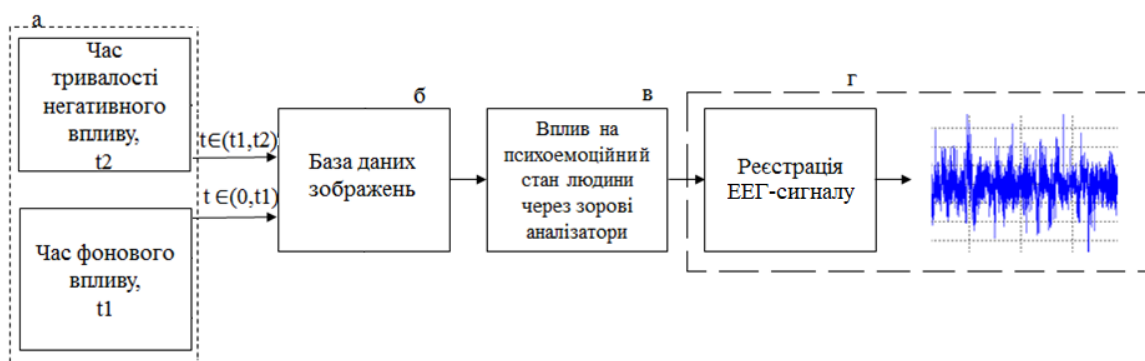 а
Час
тривалості
негативного
впливу,
t2
t∈(t1,t2)
t∈(0,t1)
Час фонового
впливу,
t1
б
База даних
зображень
в
Вплив на
психоемоційний
стан людини
через зорові
аналізатори
г
Реєстрація
ЕЕГ-сигналу